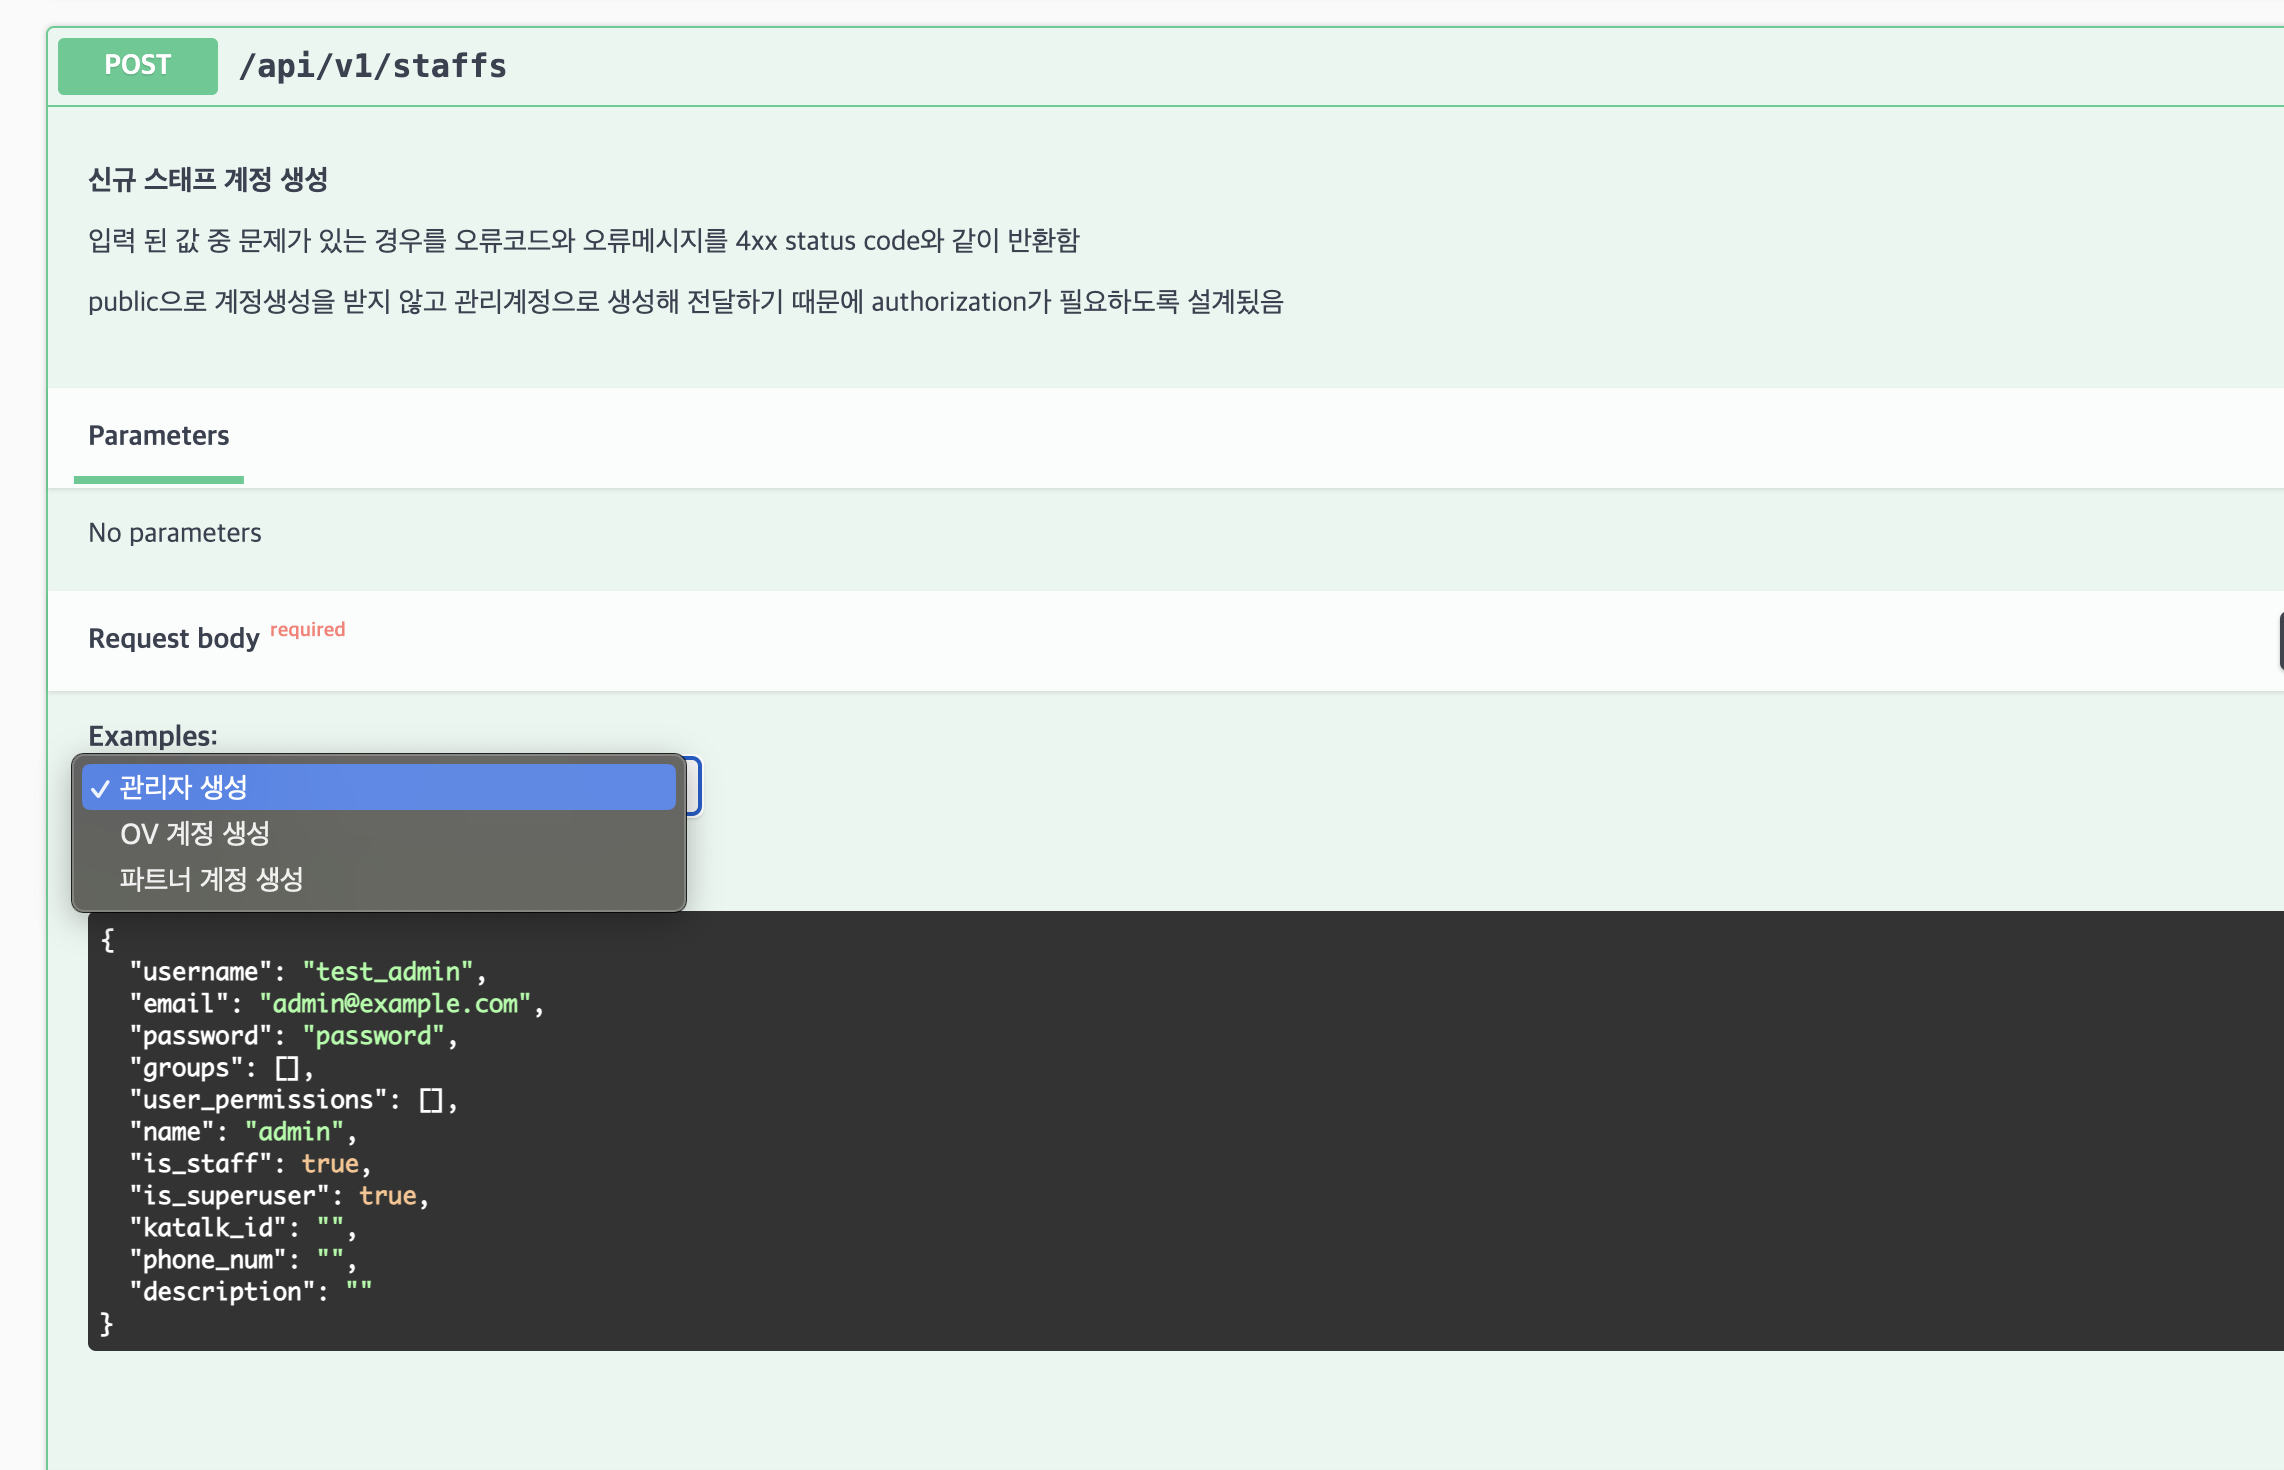 POST /api/v1/staffs
신규 스태프 계정 생성
입력 된 값 중 문제가 있는 경우를 오류코드와 오류메시지를 4xx status code와 같이 반환함
public으로 계정생성을 받지 않고 관리계정으로 생성해 전달하기 때문에 authorization가 필요하도록 설계됬음
Parameters
No parameters
Request body required
Examples:
✓ 관리자 생성
OV 계정 생성
파트너 계정 생성
{
  "username": "test_admin",
  "email": "admin@example.com",
  "password": "password",
  "groups": [],
  "user_permissions": [],
  "name": "admin",
  "is_staff": true,
  "is_superuser": true,
  "katalk_id": "",
  "phone_num": "",
  "description": ""
}